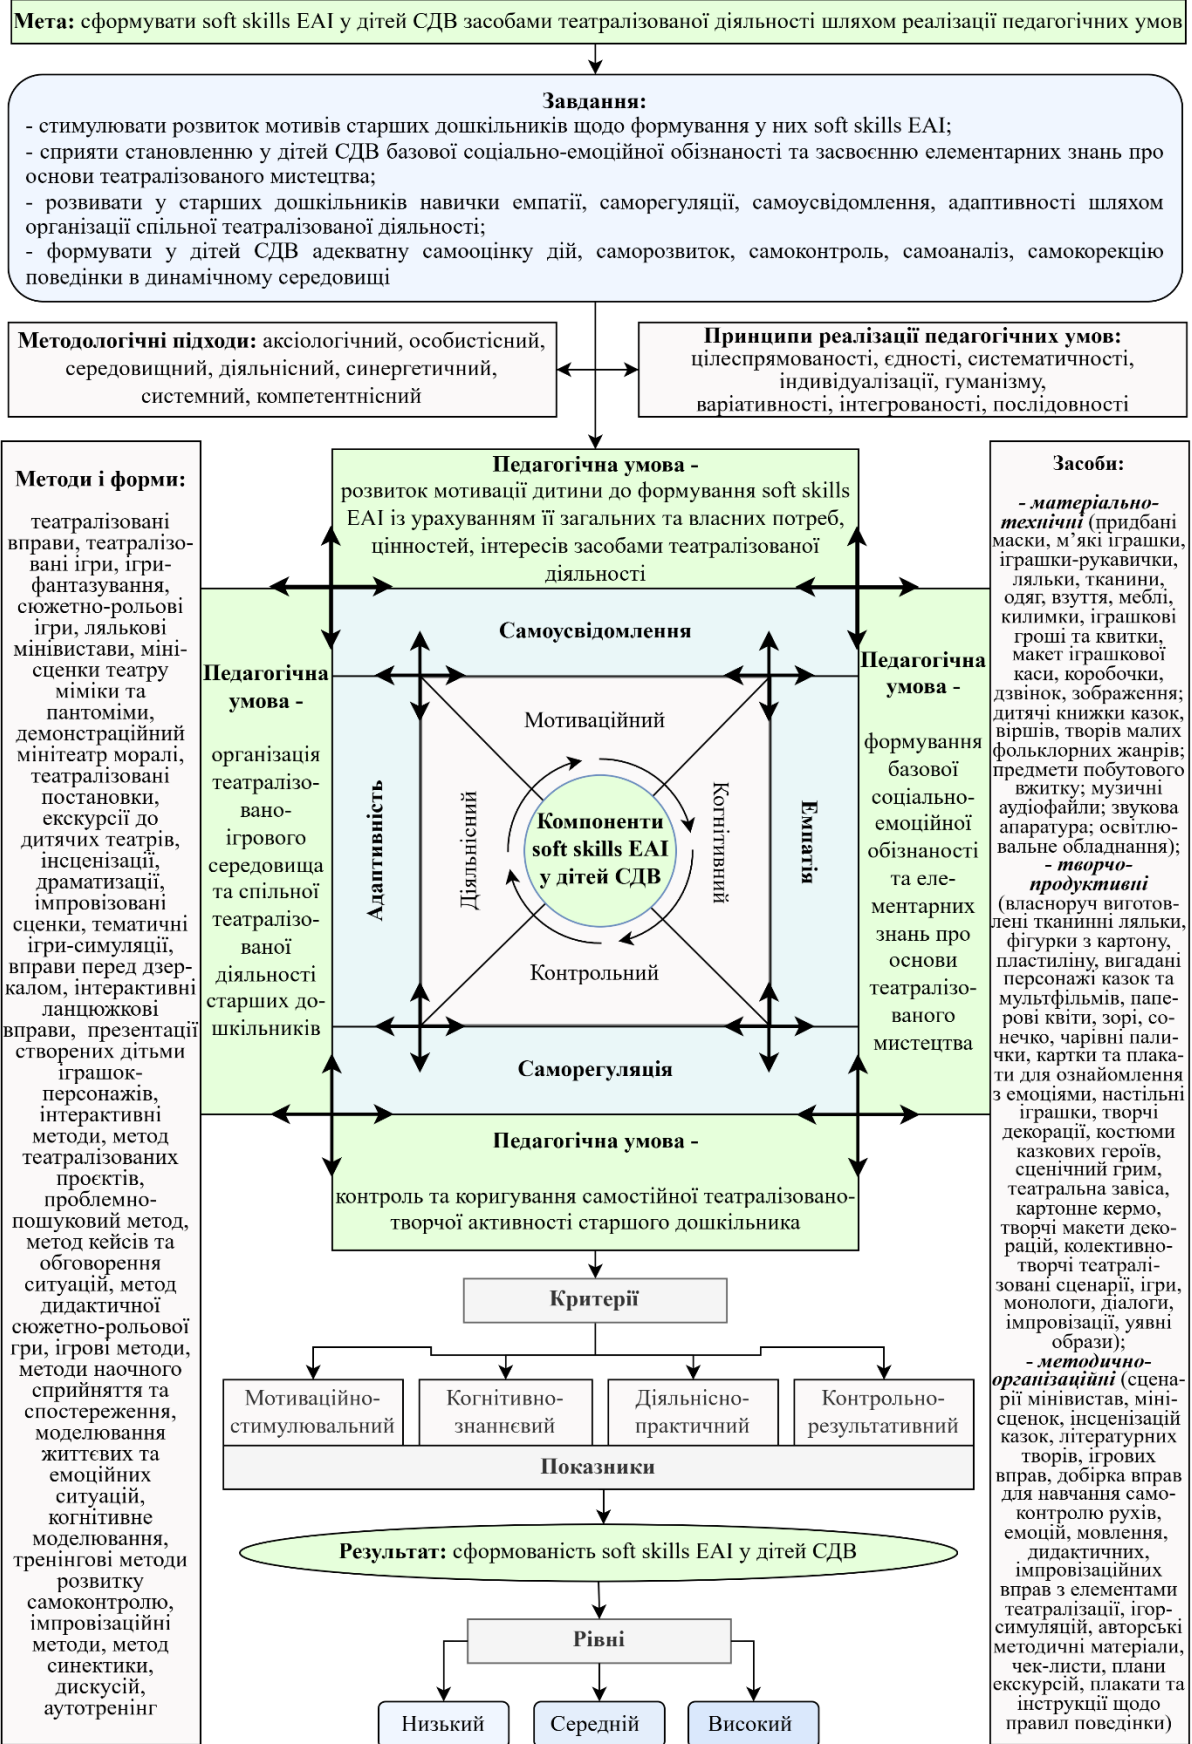 Мета: сформувати soft skills EAI у дітей СДВ засобами театралізованої діяльності шляхом реалізації педагогічних умов
Завдання:
- стимулювати розвиток мотивів старших дошкільників щодо формування у них soft skills EAI;
- сприяти становленню у дітей СДВ базової соціально-емоційної обізнаності та засвоєнню елементарних знань про
основи театралізованого мистецтва;
- розвивати у старших дошкільників навички емпатії, саморегуляції, самоусвідомлення, адаптивності шляхом
організації спільної театралізованої діяльності;
- формувати у дітей СДВ адекватну самооцінку дій, саморозвиток, самоконтроль, самоаналіз, самокорекцію
поведінки в динамічному середовищі
Методологічні підходи: аксіологічний, особистісний,
середовищний, діяльнісний, синергетичний,
системний, компетентнісний
Принципи реалізації педагогічних умов:
цілеспрямованості, єдності, систематичності,
індивідуалізації, гуманізму,
варіативності, інтегрованості, послідовності
Методи і форми:
театралізовані
вправи, театралізо-
вані ігри, ігри-
фантазування,
сюжетно-рольові
ігри, лялькові
мінівистави, міні-
сценки театру
міміки та
пантоміми,
демонстраційний
мінітеатр моралі,
театралізовані
постановки,
екскурсії до
дитячих театрів,
інсценізації,
драматизації,
імпровізовані
сценки, тематичні
ігри-симуляції,
вправи перед дзер-
калом, інтерактивні
ланцюжкові
вправи, презентації
створених дітьми
іграшок-
персонажів,
інтерактивні
методи, метод
театралізованих
проєктів,
проблемно-
пошуковий метод,
метод кейсів та
обговорення
ситуацій, метод
дидактичної
сюжетно-рольової
гри, ігрові методи,
методи наочного
сприйняття та
спостереження,
моделювання
життєвих та
емоційних
ситуацій,
когнітивне
моделювання,
тренінгові методи
розвитку
самоконтролю,
імпровізаційні
методи, метод
синектики,
дискусій,
аутотренінг
Педагогічна умова -
розвиток мотивації дитини до формування soft skills
EAI із урахуванням її загальних та власних потреб,
цінностей, інтересів засобами театралізованої
діяльності
Педагогічна
умова -
організація
театралізо-
вано-
ігрового
середовища
та спільної
театралізо-
ваної
діяльності
старших до-
шкільників
Самоусвідомлення
Адаптивність
Мотиваційний
Діяльнісний
Компоненти
soft skills EAI
у дітей СДВ
Когнітивний
Контрольний
Емпатія
Саморегуляція
Педагогічна
умова -
формування
базової
соціально-
емоційної
обізнаності
та еле-
ментарних
знань про
основи
театралізо-
ваного
мистецтва
Педагогічна умова -
контроль та коригування самостійної театралізовано-
творчої активності старшого дошкільника
Засоби:
- матеріально-
технічні (придбані
маски, м’які іграшки,
іграшки-рукавички,
ляльки, тканини,
одяг, взуття, меблі,
килимки, іграшкові
гроші та квитки,
макет іграшкової
каси, коробочки,
дзвінок, зображення;
дитячі книжки казок,
віршів, творів малих
фольклорних жанрів;
предмети побутового
вжитку; музичні
аудіофайли; звукова
апаратура; освітлю-
вальне обладнання);
- творчо-
продуктивні
(власноруч виготов-
лені тканинні ляльки,
фігурки з картону,
пластиліну, вигадані
персонажі казок та
мультфільмів, папе-
рові квіти, зорі, со-
нечко, чарівні пали-
чки, картки та плака-
ти для ознайомлення
з емоціями, настільні
іграшки, творчі
декорації, костюми
казкових героїв,
сценічний грим,
театральна завіса,
картонне кермо,
творчі макети деко-
рацій, колективно-
творчі театралі-
зовані сценарії, ігри,
монологи, діалоги,
імпровізації, уявні
образи);
- методично-
організаційні (сцена-
рії мінівистав, міні-
сценок, інсценізацій
казок, літературних
творів, ігрових
вправ, добірка вправ
для навчання само-
контролю рухів,
емоцій, мовлення,
дидактичних,
імпровізаційних
вправ з елементами
театралізації, ігор-
симуляцій, авторські
методичні матеріали,
чек-листи, плани
екскурсій, плакати та
інструкції щодо
правил поведінки)
Критерії
Мотиваційно-
стимулювальний
Когнітивно-
знаннєвий
Діяльнісно-
практичний
Контрольно-
результативний
Показники
Результат: сформованість soft skills EAI у дітей СДВ
Рівні
Низький
Середній
Високий